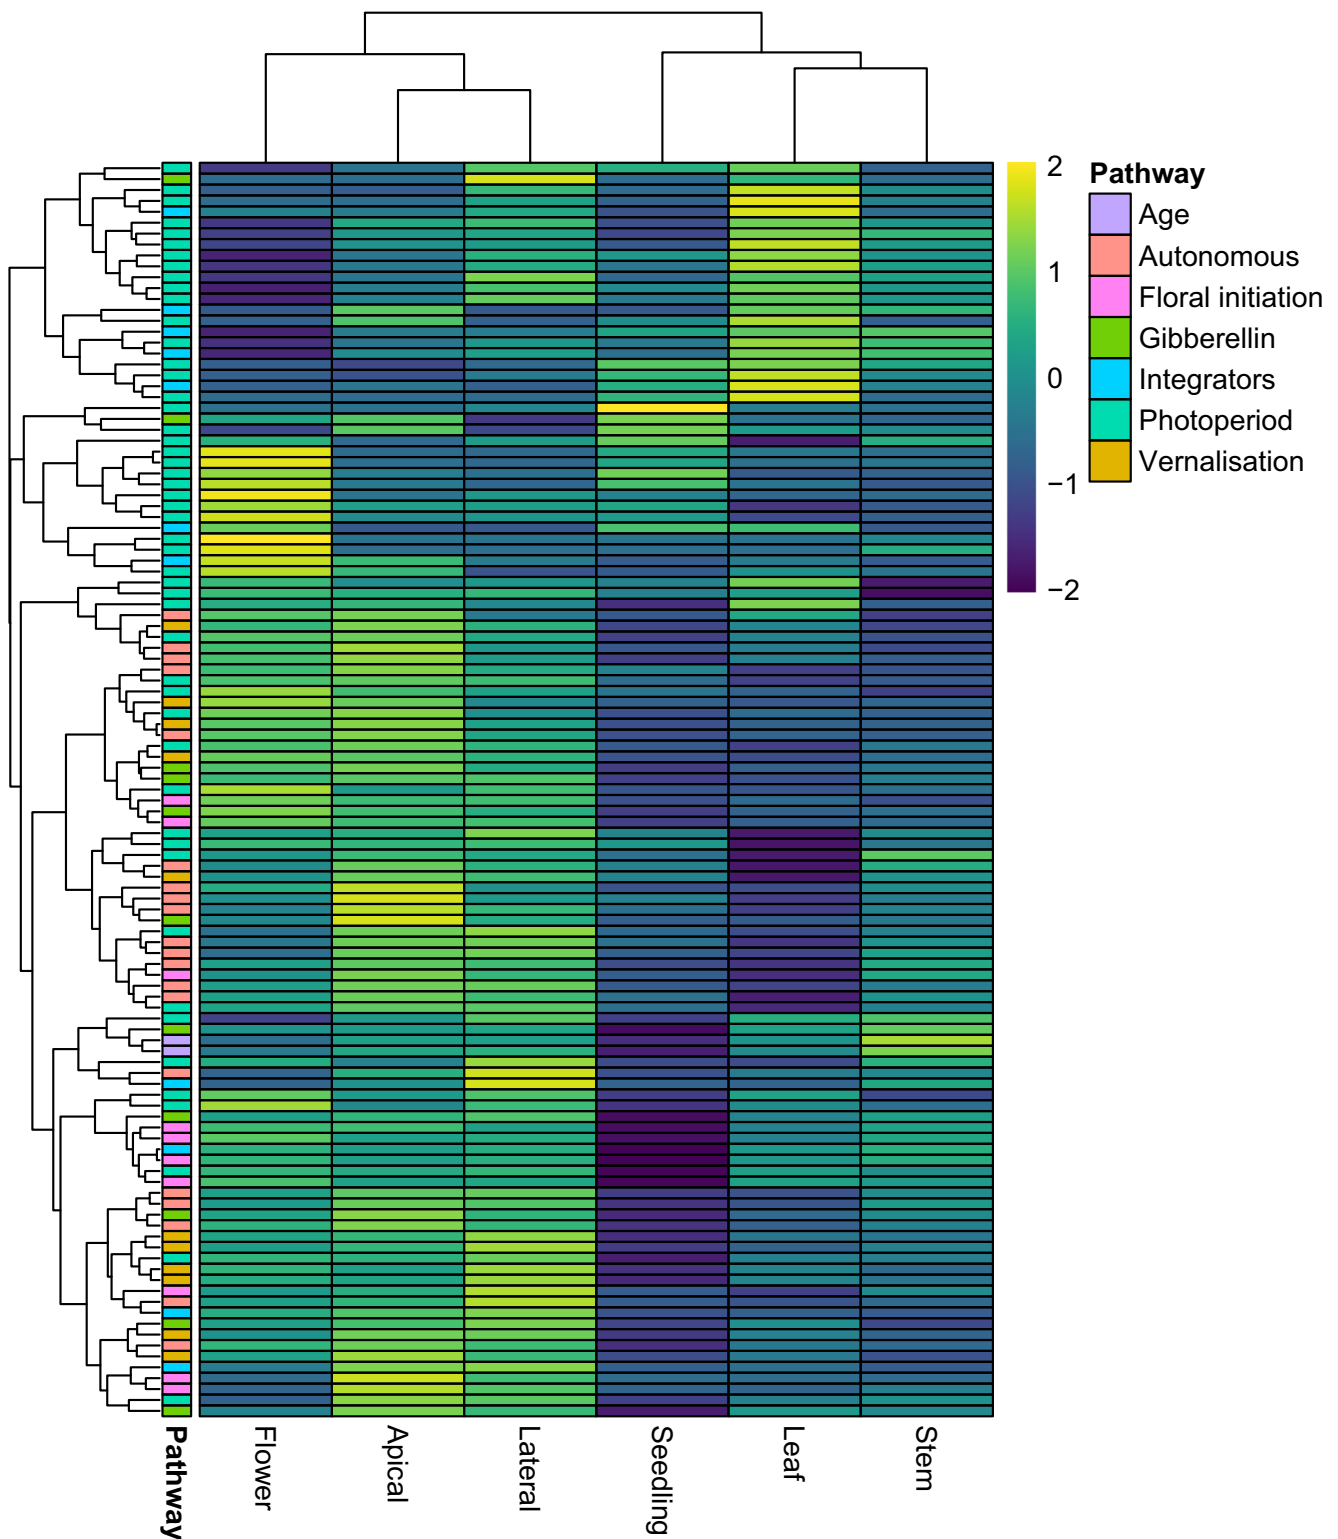 2
1
0
−1
−2
Pathway
Age
Autonomous
Floral initiation
Gibberellin
Integrators
Photoperiod
Vernalisation
Pathway
Flower
Apical
Lateral
Seedling
Leaf
Stem